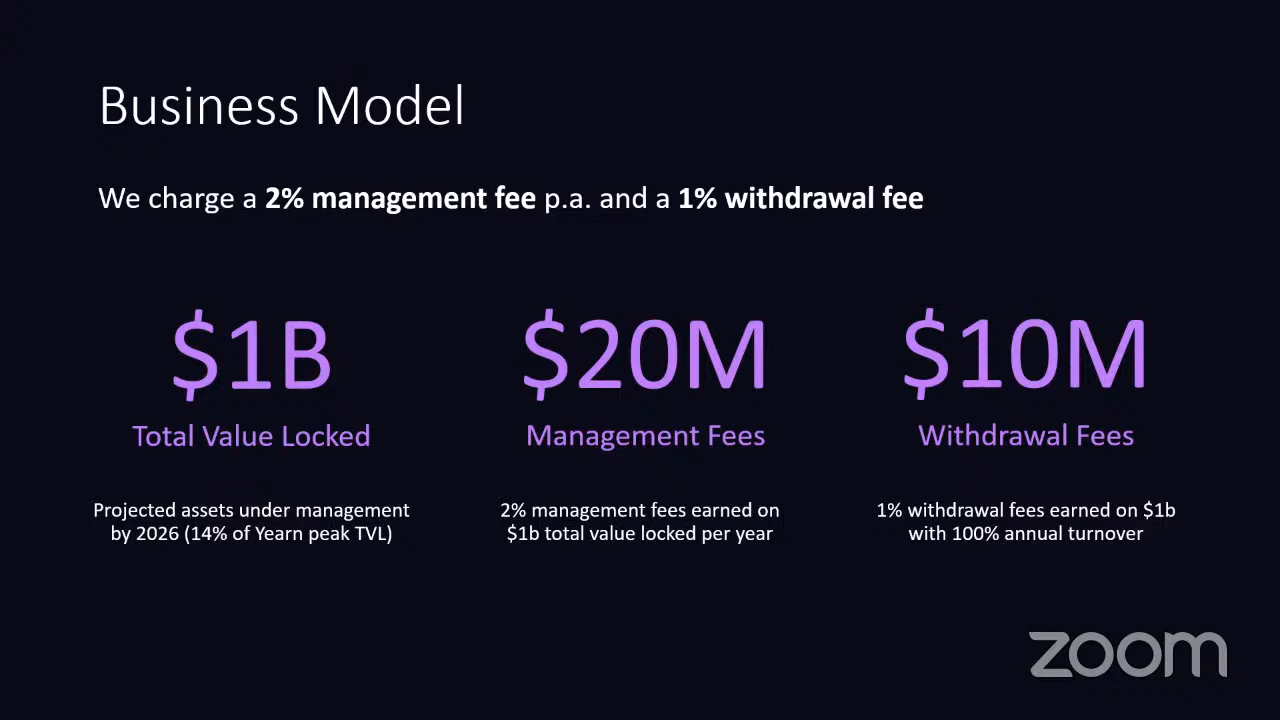 Business Model
We charge a 2% management fee p.a. and a 1% withdrawal fee
$1B
Total Value Locked
Projected assets under management
by 2026 (14% of Yearn peak TVL)
$20M
Management Fees
2% management fees earned on
$1b total value locked per year
$10M
Withdrawal Fees
1% withdrawal fees earned on $1b
with 100% annual turnover
zoom